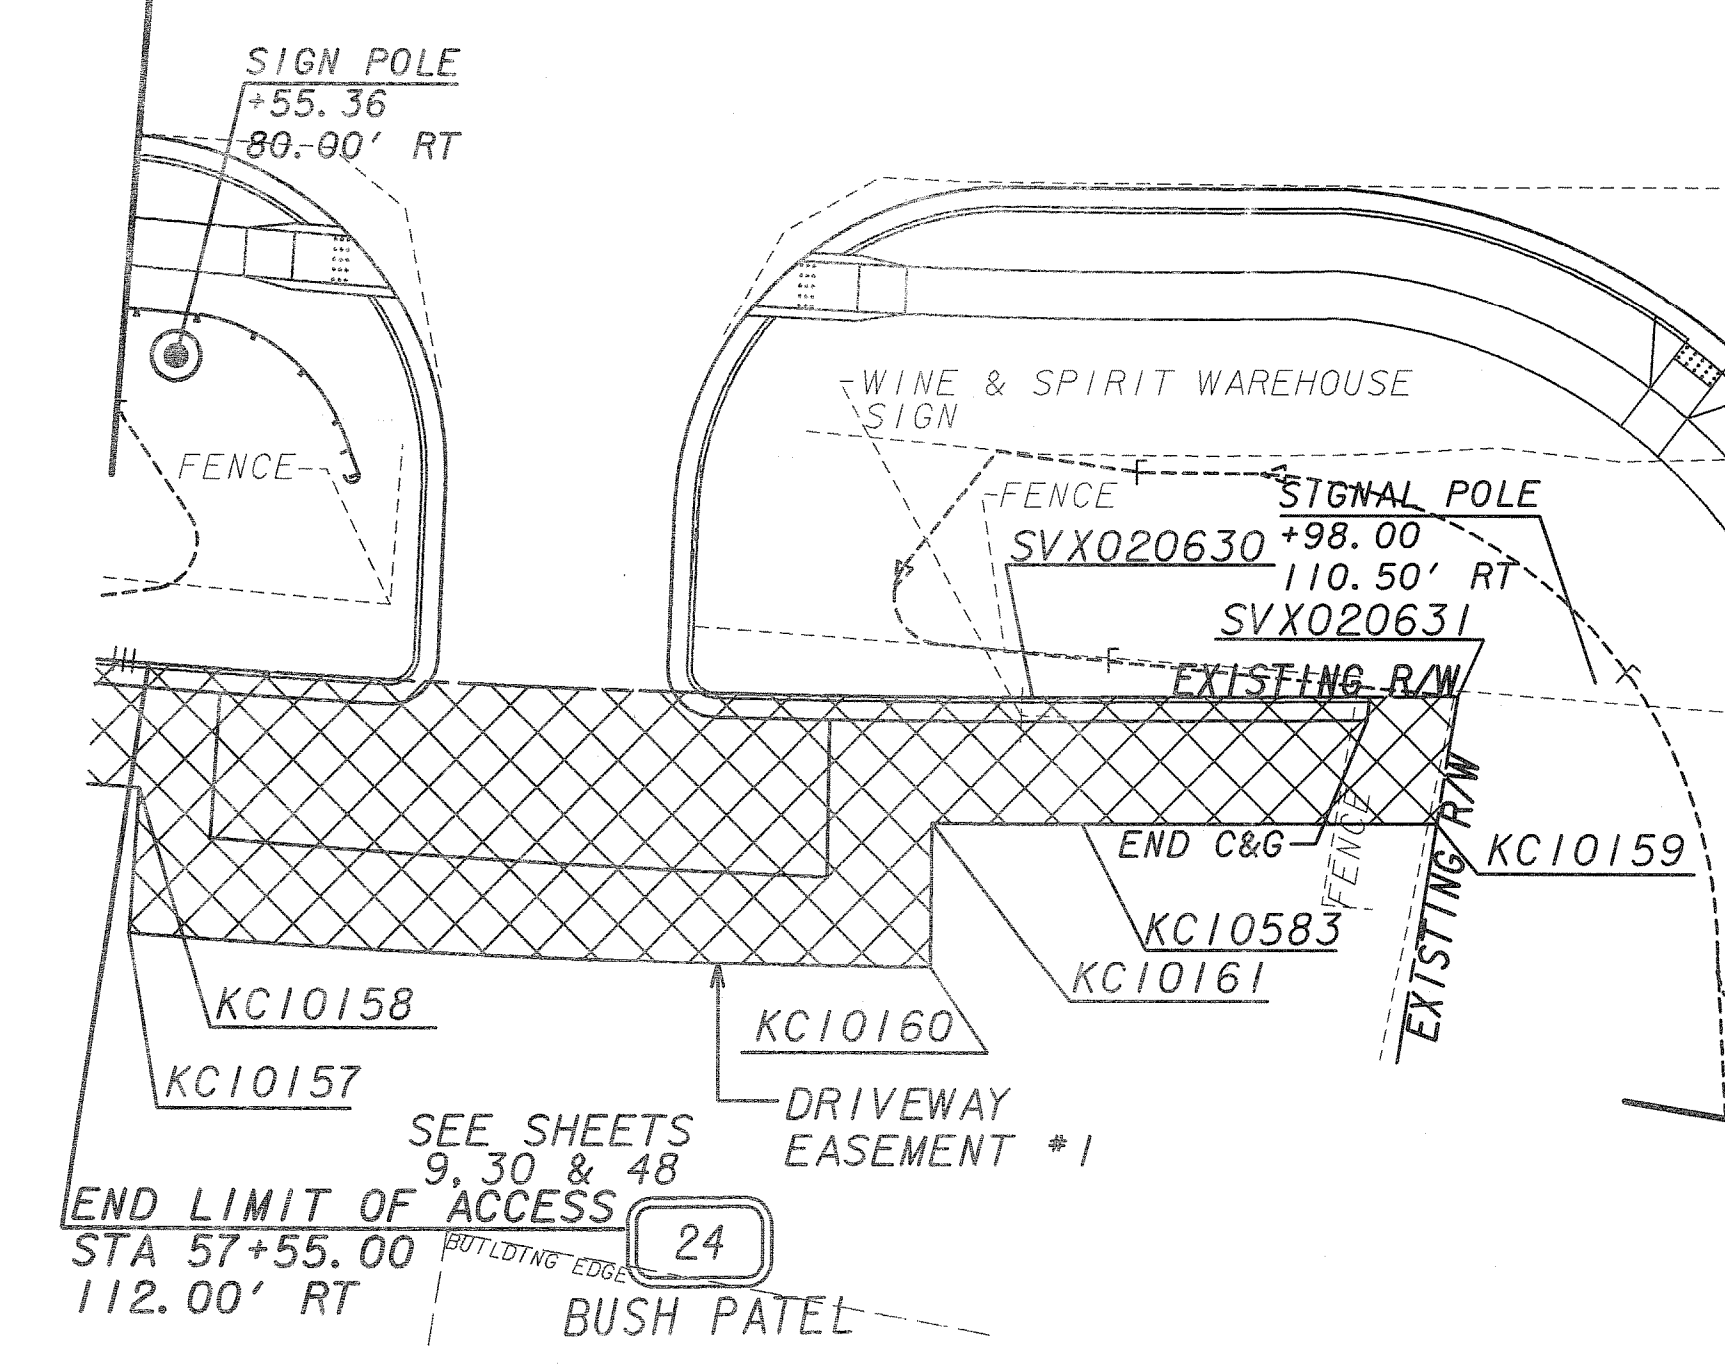 SIGN POLE
+55.36
80.00' RT
WINE & SPIRIT WAREHOUSE
SIGN
FENCE
FENCE
SIGNAL POLE
+98.00
110.50' RT
SVX020630
SVX020631
EXISTING R/W
EXISTING R/W
END C&G
FENCE
KC10159
KC10583
KC10161
KC10158
KC10160
KC10157
DRIVEWAY
EASEMENT #1
SEE SHEETS
9, 30 & 48
END LIMIT OF ACCESS
STA 57+55.00
112.00' RT
BUILDING EDGE
24
BUSH PATEL